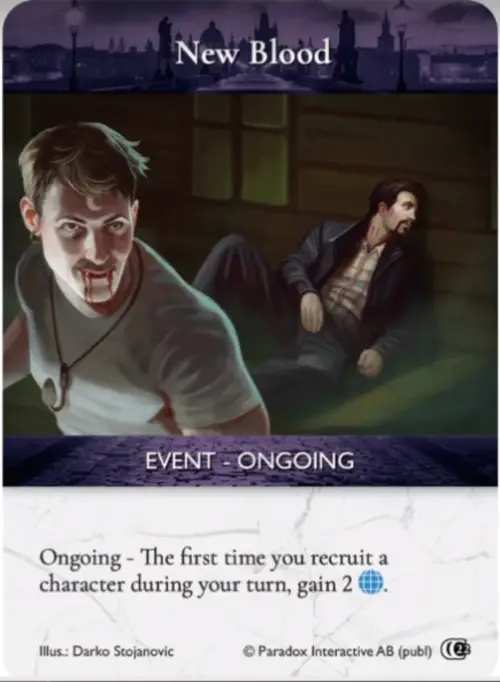 New Blood
EVENT - ONGOING
Ongoing - The first time you recruit a
character during your turn, gain 2 .
Illus.: Darko Stojanovic © Paradox Interactive AB (publ)